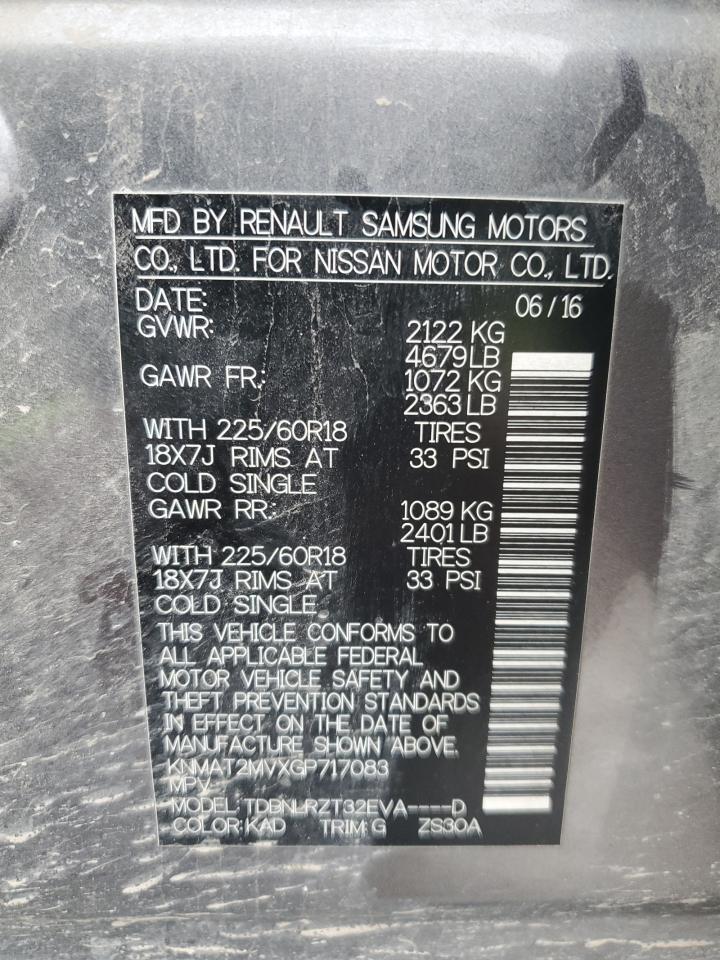 MFD BY RENAULT SAMSUNG MOTORS
CO., LTD. FOR NISSAN MOTOR CO., LTD.
DATE: 06 / 16
GVWR: 2122 KG
4679 LB
GAWR FR: 1072 KG
2363 LB
WITH 225/60R18 TIRES
18X7J RIMS AT 33 PSI
COLD SINGLE
GAWR RR: 1089 KG
2401 LB
WITH 225/60R18 TIRES
18X7J RIMS AT 33 PSI
COLD SINGLE
THIS VEHICLE CONFORMS TO
ALL APPLICABLE FEDERAL
MOTOR VEHICLE SAFETY AND
THEFT PREVENTION STANDARDS
IN EFFECT ON THE DATE OF
MANUFACTURE SHOWN ABOVE.
KNMAT2MVXGP717083
MPV
MODEL: TDBNLRZT32EVA----D
COLOR: KAD TRIM: G ZS30A